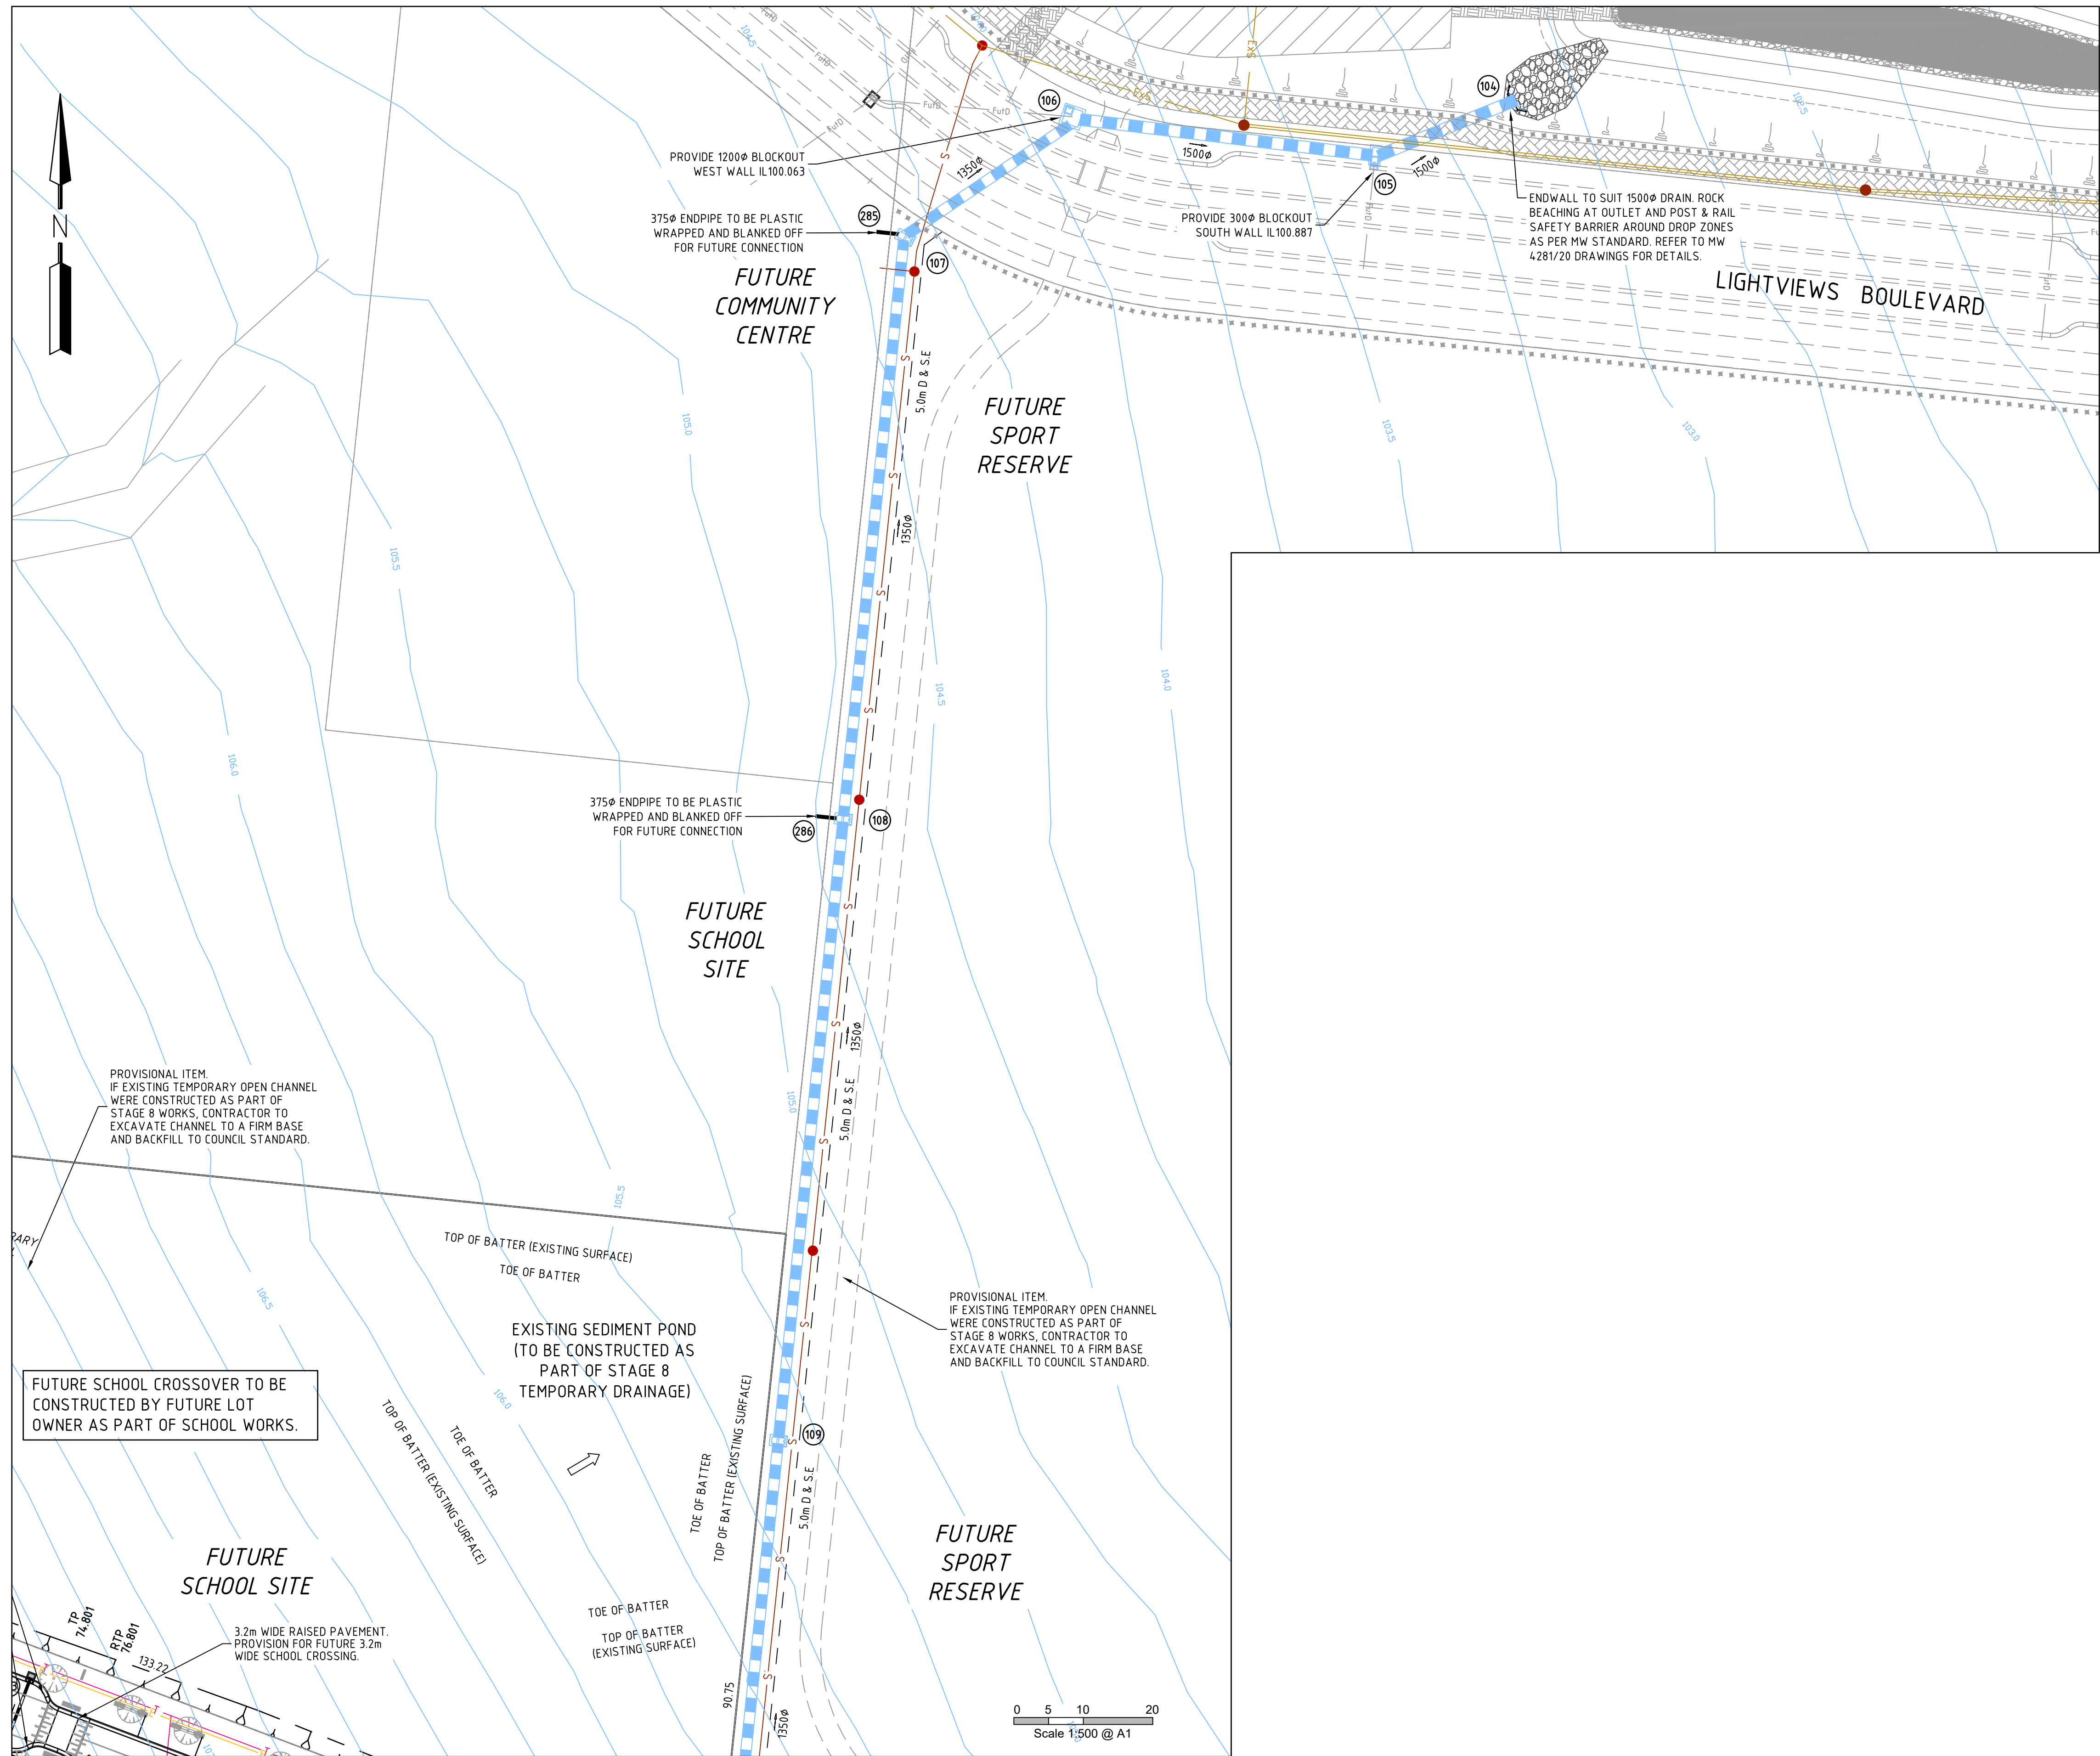 104.5
FutD
FutD
FutD
FutD
FutD
ExS
ExS
106
104
102.5
PROVIDE 1200ø BLOCKOUT
WEST WALL IL100.063
1350ø
1500ø
1500ø
105
N
285
375ø ENDPIPE TO BE PLASTIC
WRAPPED AND BLANKED OFF
FOR FUTURE CONNECTION
PROVIDE 300ø BLOCKOUT
SOUTH WALL IL100.887
FutD
ENDWALL TO SUIT 1500ø DRAIN. ROCK
BEACHING AT OUTLET AND POST & RAIL
SAFETY BARRIER AROUND DROP ZONES
AS PER MW STANDARD. REFER TO MW
4281/20 DRAWINGS FOR DETAILS.
107
FUTURE
COMMUNITY
CENTRE
LIGHTVIEWS BOULEVARD
FutD
5.0m D & S.E
FUTURE
SPORT
RESERVE
105.0
103.5
103.0
S
S
S
105.5
1350ø
S
104.5
104.0
S
106.0
375ø ENDPIPE TO BE PLASTIC
WRAPPED AND BLANKED OFF
FOR FUTURE CONNECTION
286
108
FUTURE
SCHOOL
SITE
S
S
1350ø
PROVISIONAL ITEM.
IF EXISTING TEMPORARY OPEN CHANNEL
WERE CONSTRUCTED AS PART OF
STAGE 8 WORKS, CONTRACTOR TO
EXCAVATE CHANNEL TO A FIRM BASE
AND BACKFILL TO COUNCIL STANDARD.
105.0
5.0m D & S.E
S
105.5
RARY
TOP OF BATTER (EXISTING SURFACE)
TOE OF BATTER
106.5
PROVISIONAL ITEM.
IF EXISTING TEMPORARY OPEN CHANNEL
WERE CONSTRUCTED AS PART OF
STAGE 8 WORKS, CONTRACTOR TO
EXCAVATE CHANNEL TO A FIRM BASE
AND BACKFILL TO COUNCIL STANDARD.
S
EXISTING SEDIMENT POND
(TO BE CONSTRUCTED AS
PART OF STAGE 8
TEMPORARY DRAINAGE)
FUTURE SCHOOL CROSSOVER TO BE
CONSTRUCTED BY FUTURE LOT
OWNER AS PART OF SCHOOL WORKS.
106.0
TOP OF BATTER (EXISTING SURFACE)
TOE OF BATTER
TOE OF BATTER
TOP OF BATTER (EXISTING SURFACE)
S
109
5.0m D & S.E
FUTURE
SPORT
RESERVE
FUTURE
SCHOOL SITE
S
TOE OF BATTER
TOP OF BATTER
(EXISTING SURFACE)
TP
74.801
RTP
76.801
133.22
3.2m WIDE RAISED PAVEMENT.
PROVISION FOR FUTURE 3.2m
WIDE SCHOOL CROSSING.
S
90.75
1350ø
0 5 10 20
Scale 1:500 @ A1